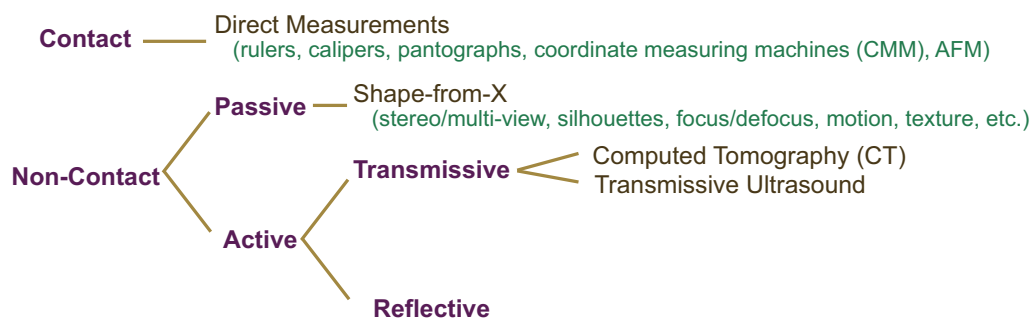 Contact
Direct Measurements
(rulers, calipers, pantographs, coordinate measuring machines (CMM), AFM)
Non-Contact
Passive
Shape-from-X
(stereo/multi-view, silhouettes, focus/defocus, motion, texture, etc.)
Active
Transmissive
Computed Tomography (CT)
Transmissive Ultrasound
Reflective